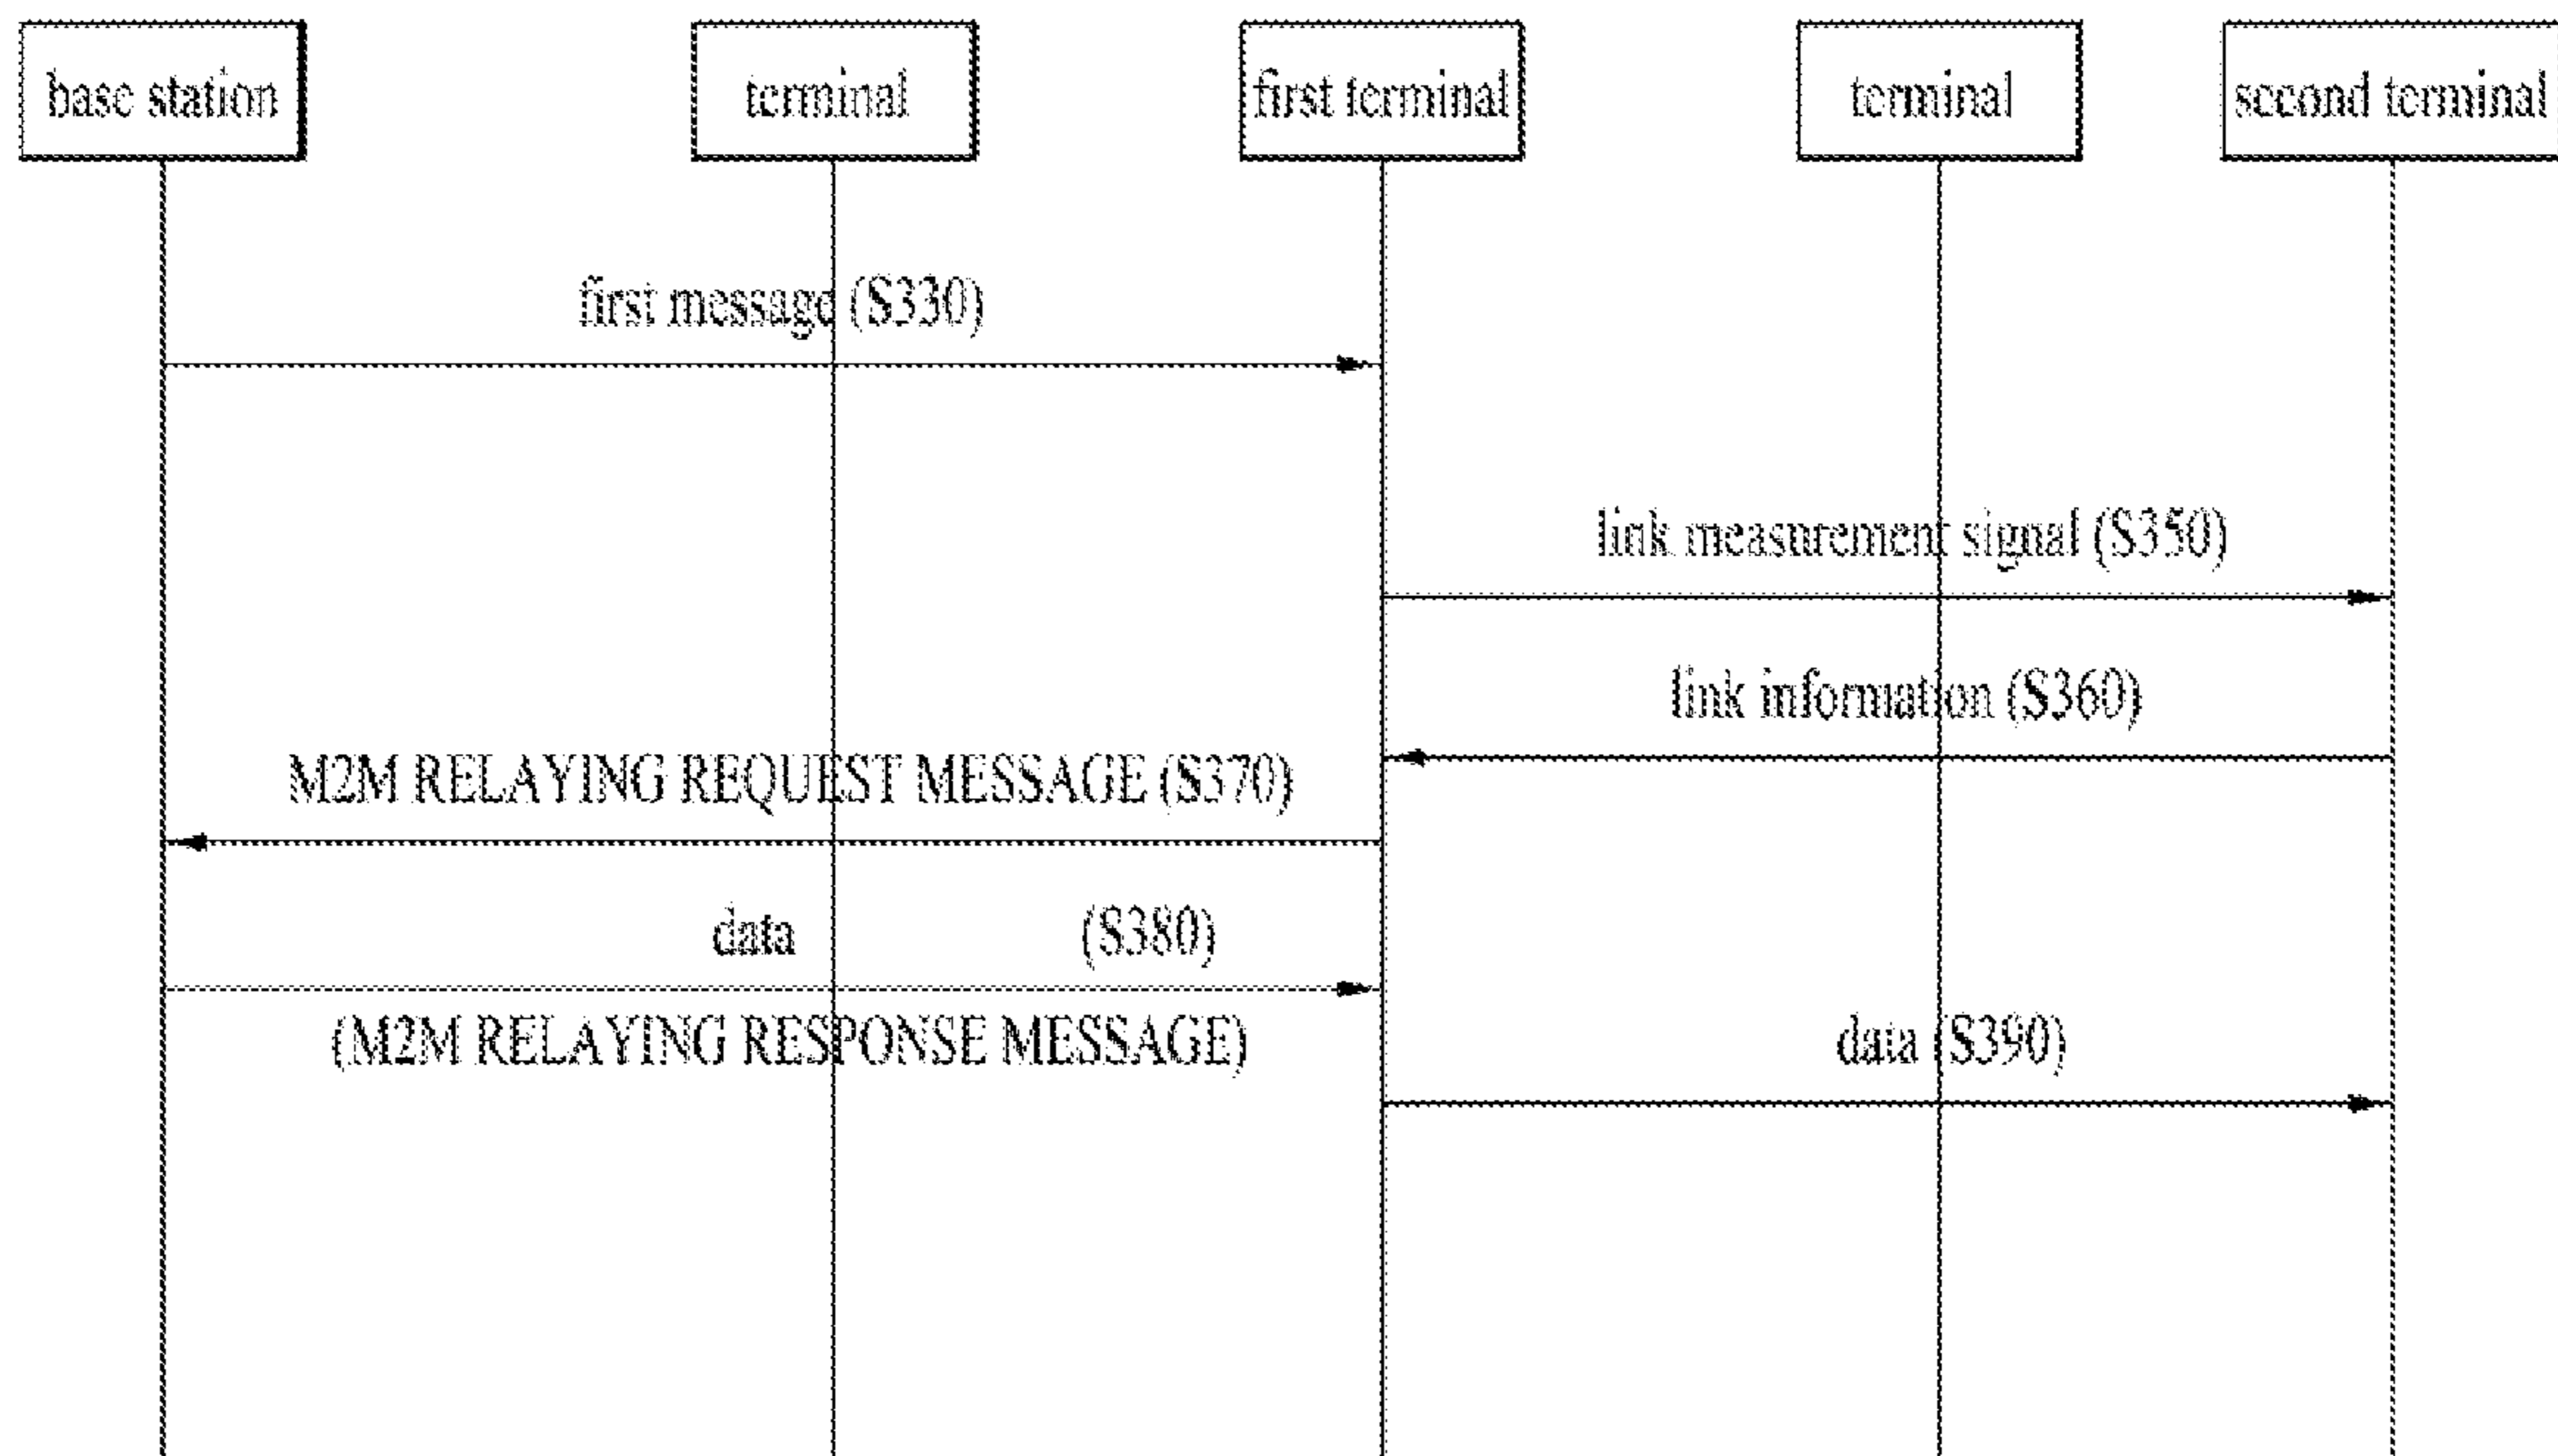 base station
terminal
first terminal
terminal
second terminal
first message (S330)
link measurement signal (S350)
link information (S360)
M2M RELAYING REQUEST MESSAGE (S370)
data (S380)
(M2M RELAYING RESPONSE MESSAGE)
data (S390)